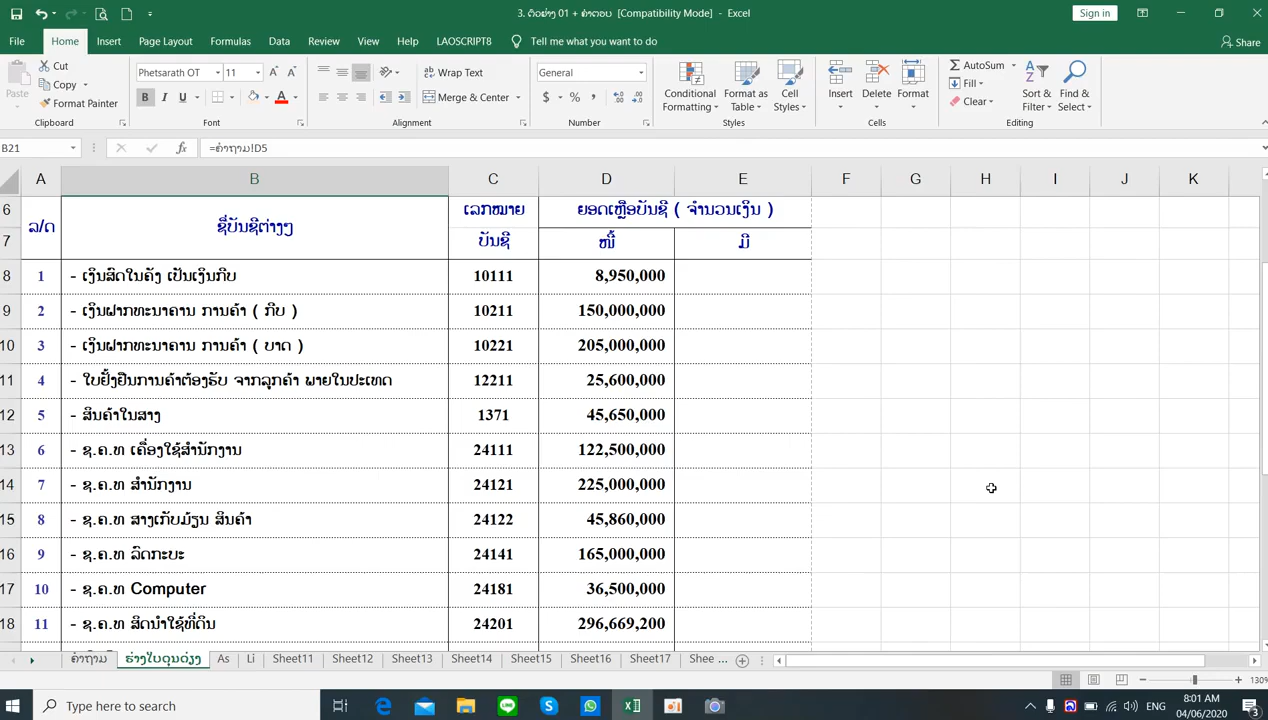 3. ຕົວຢ່າງ 01 + ຄຳຕອບ [Compatibility Mode] - Excel
Sign in
File Home Insert Page Layout Formulas Data Review View Help LAOSCRIPT8 Tell me what you want to do Share
Paste
Cut
Copy
Format Painter
Clipboard
Phetsarath OT 11
B I U
Font
Wrap Text
Merge & Center
Alignment
General
$ % ,
Number
Conditional Formatting
Format as Table
Cell Styles
Styles
Insert Delete Format
Cells
AutoSum
Fill
Clear
Sort & Filter
Find & Select
Editing
B21 =ຄຳຖາມ!D5
A B C D E F G H I J K
6 ລ/ດ ຊື່ບັນຊີຕ່າງໆ ເລກໝາຍ ຍອດເຫຼືອບັນຊີ ( ຈຳນວນເງິນ )
7 ບັນຊີ ໜີ້ ມີ
8 1 - ເງິນສົດໃນຄັງ ເປັນເງິນກີບ 10111 8,950,000
9 2 - ເງິນຝາກທະນາຄານ ການຄ້າ ( ກີບ ) 10211 150,000,000
10 3 - ເງິນຝາກທະນາຄານ ການຄ້າ ( ບາດ ) 10221 205,000,000
11 4 - ໃບຢັ້ງຢືນການຄ້າຕ້ອງຮັບ ຈາກລູກຄ້າ ພາຍໃນປະເທດ 12211 25,600,000
12 5 - ສິນຄ້າໃນສາງ 1371 45,650,000
13 6 - ຊ.ຄ.ທ ເຄື່ອງໃຊ້ສຳນັກງານ 24111 122,500,000
14 7 - ຊ.ຄ.ທ ສຳນັກງານ 24121 225,000,000
15 8 - ຊ.ຄ.ທ ສາງເກັບມ້ຽນ ສິນຄ້າ 24122 45,860,000
16 9 - ຊ.ຄ.ທ ລົດກະບະ 24141 165,000,000
17 10 - ຊ.ຄ.ທ Computer 24181 36,500,000
18 11 - ຊ.ຄ.ທ ສິດນຳໃຊ້ທີ່ດິນ 24201 296,669,200
ຄຳຖາມ ຮ່າງໃບດຸນດ່ຽງ As Li Sheet11 Sheet12 Sheet13 Sheet14 Sheet15 Sheet16 Sheet17 Shee ...
130%
Type here to search
ENG
8:01 AM
04/06/2020
3